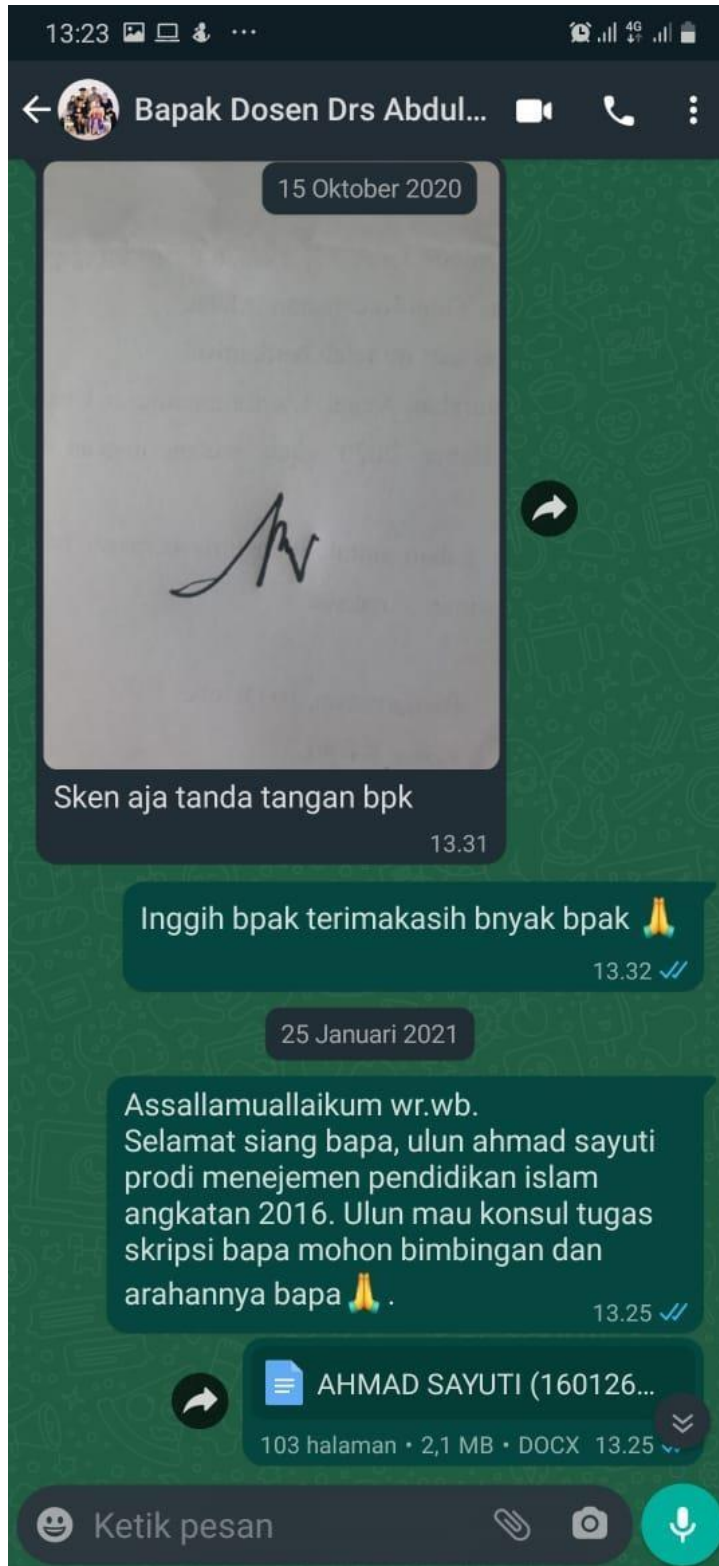 13:23
4G
Bapak Dosen Drs Abdul...
15 Oktober 2020
Sken aja tanda tangan bpk
13.31
Inggih bpak terimakasih bnyak bpak 🙏
13.32
25 Januari 2021
Assallamuallaikum wr.wb.
Selamat siang bapa, ulun ahmad sayuti
prodi menejemen pendidikan islam
angkatan 2016. Ulun mau konsul tugas
skripsi bapa mohon bimbingan dan
arahannya bapa 🙏 .
13.25
AHMAD SAYUTI (160126...
103 halaman • 2,1 MB • DOCX 13.25
Ketik pesan